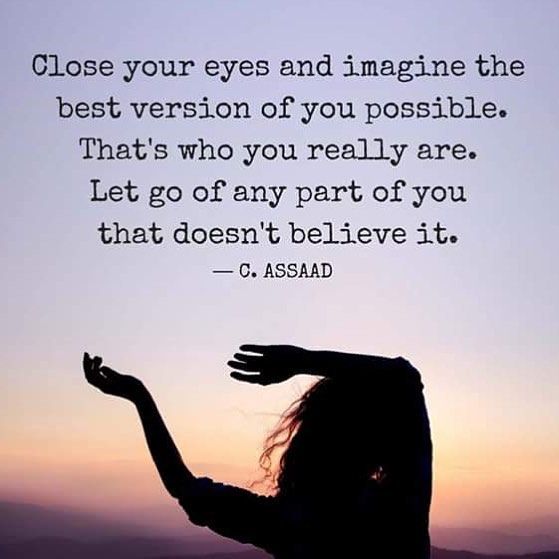 Close your eyes and imagine the
best version of you possible.
That's who you really are.
Let go of any part of you
that doesn't believe it.
— C. ASSAAD